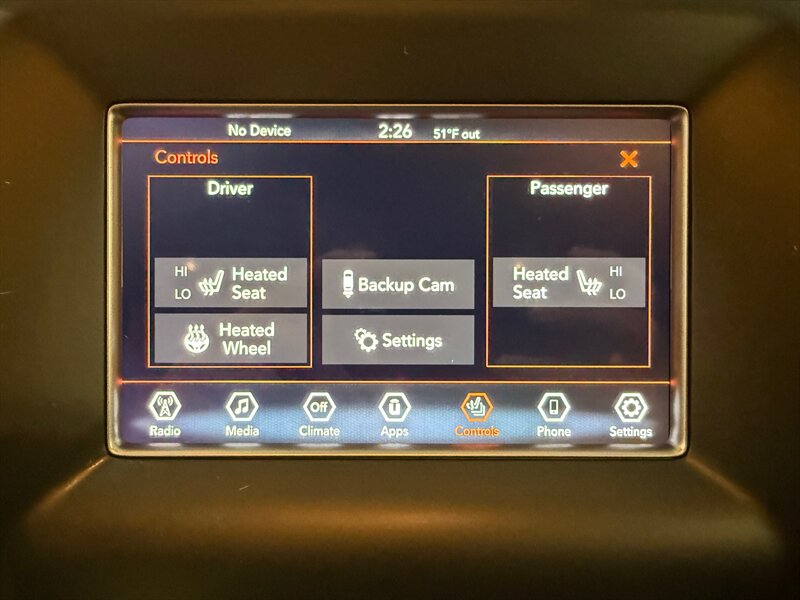 No Device 2:26 51°F out
Controls
Driver
Passenger
HI
LO
Heated
Seat
Backup Cam
Heated
Seat
HI
LO
Heated
Wheel
Settings
Off
Radio Media Climate Apps Controls Phone Settings